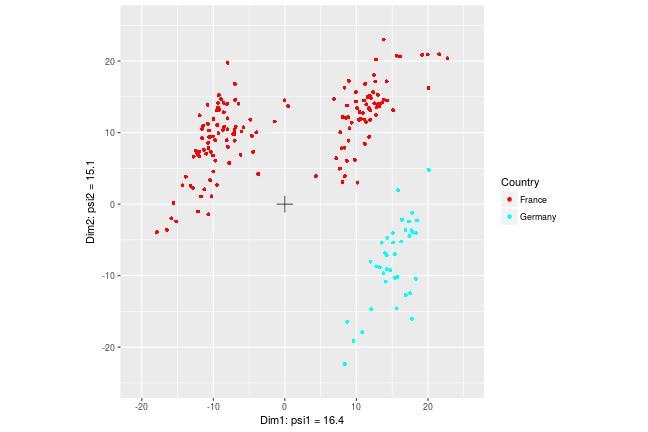 20
10
0
-10
-20
Dim2: psi2 = 15.1
-20 -10 0 10 20
Dim1: psi1 = 16.4
Country
France
Germany